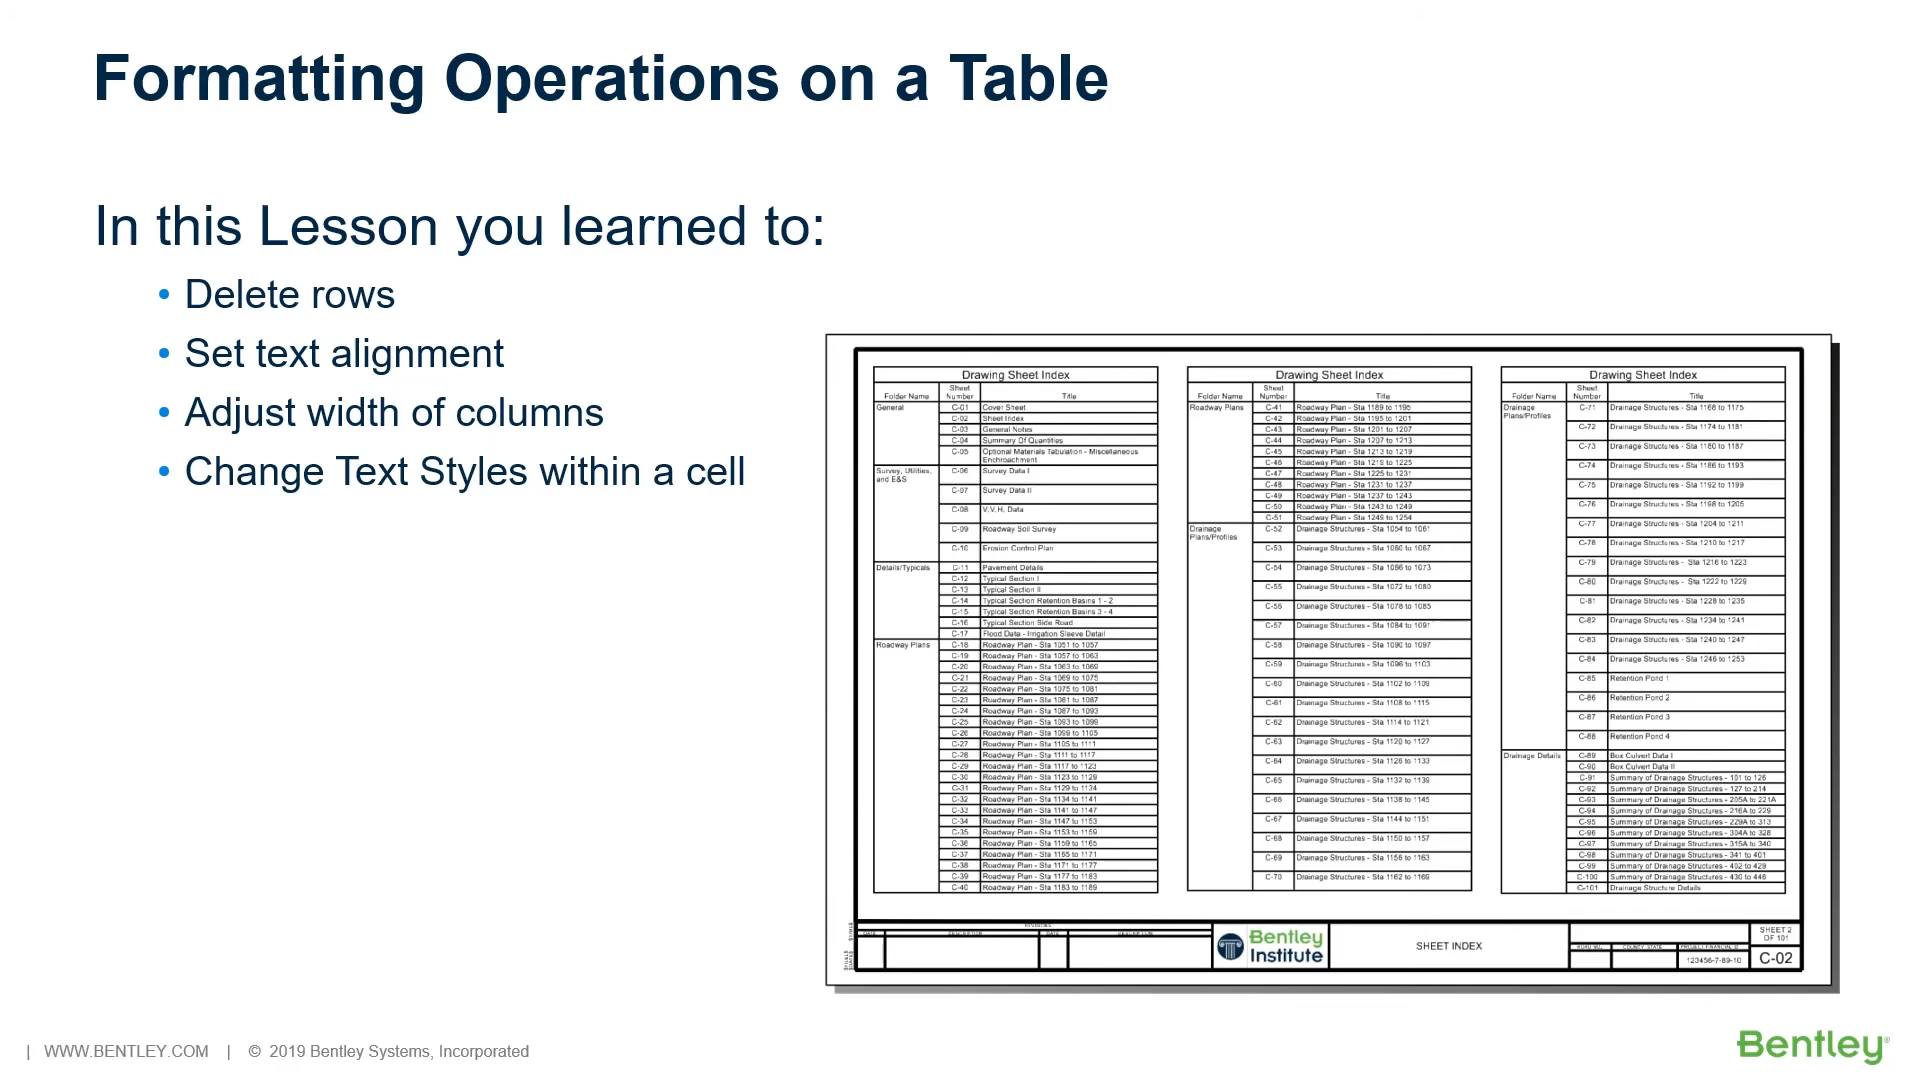 Formatting Operations on a Table
In this Lesson you learned to:
• Delete rows
• Set text alignment
• Adjust width of columns
• Change Text Styles within a cell
Drawing Sheet Index
Folder Name Sheet Number Title
General C-01 Cover Sheet
C-02 Sheet Index
C-03 General Notes
C-04 Summary Of Quantities
C-05 Optional Materials Tabulation - Miscellaneous
Enchroachment
Survey, Utilities, and E&S C-06 Survey Data I
C-07 Survey Data II
C-08 V.V.H. Data
C-09 Roadway Soil Survey
C-10 Erosion Control Plan
Details/Typicals C-11 Pavement Details
C-12 Typical Section I
C-13 Typical Section II
C-14 Typical Section Retention Basins 1 - 2
C-15 Typical Section Retention Basins 3 - 4
C-16 Typical Section Side Road
C-17 Flood Data - Irrigation Sleeve Detail
Roadway Plans C-18 Roadway Plan - Sta 1051 to 1057
C-19 Roadway Plan - Sta 1057 to 1063
C-20 Roadway Plan - Sta 1063 to 1069
C-21 Roadway Plan - Sta 1069 to 1075
C-22 Roadway Plan - Sta 1075 to 1081
C-23 Roadway Plan - Sta 1081 to 1087
C-24 Roadway Plan - Sta 1087 to 1093
C-25 Roadway Plan - Sta 1093 to 1099
C-26 Roadway Plan - Sta 1099 to 1105
C-27 Roadway Plan - Sta 1105 to 1111
C-28 Roadway Plan - Sta 1111 to 1117
C-29 Roadway Plan - Sta 1117 to 1123
C-30 Roadway Plan - Sta 1123 to 1129
C-31 Roadway Plan - Sta 1129 to 1134
C-32 Roadway Plan - Sta 1134 to 1141
C-33 Roadway Plan - Sta 1141 to 1147
C-34 Roadway Plan - Sta 1147 to 1153
C-35 Roadway Plan - Sta 1153 to 1159
C-36 Roadway Plan - Sta 1159 to 1165
C-37 Roadway Plan - Sta 1165 to 1171
C-38 Roadway Plan - Sta 1171 to 1177
C-39 Roadway Plan - Sta 1177 to 1183
C-40 Roadway Plan - Sta 1183 to 1189
Drawing Sheet Index
Folder Name Sheet Number Title
Roadway Plans C-41 Roadway Plan - Sta 1189 to 1195
C-42 Roadway Plan - Sta 1195 to 1201
C-43 Roadway Plan - Sta 1201 to 1207
C-44 Roadway Plan - Sta 1207 to 1213
C-45 Roadway Plan - Sta 1213 to 1219
C-46 Roadway Plan - Sta 1219 to 1225
C-47 Roadway Plan - Sta 1225 to 1231
C-48 Roadway Plan - Sta 1231 to 1237
C-49 Roadway Plan - Sta 1237 to 1243
C-50 Roadway Plan - Sta 1243 to 1249
C-51 Roadway Plan - Sta 1249 to 1254
Drainage Plans/Profiles C-52 Drainage Structures - Sta 1054 to 1061
C-53 Drainage Structures - Sta 1060 to 1067
C-54 Drainage Structures - Sta 1066 to 1073
C-55 Drainage Structures - Sta 1072 to 1080
C-56 Drainage Structures - Sta 1078 to 1085
C-57 Drainage Structures - Sta 1084 to 1091
C-58 Drainage Structures - Sta 1090 to 1097
C-59 Drainage Structures - Sta 1096 to 1103
C-60 Drainage Structures - Sta 1102 to 1109
C-61 Drainage Structures - Sta 1108 to 1115
C-62 Drainage Structures - Sta 1114 to 1121
C-63 Drainage Structures - Sta 1120 to 1127
C-64 Drainage Structures - Sta 1126 to 1133
C-65 Drainage Structures - Sta 1132 to 1139
C-66 Drainage Structures - Sta 1138 to 1145
C-67 Drainage Structures - Sta 1144 to 1151
C-68 Drainage Structures - Sta 1150 to 1157
C-69 Drainage Structures - Sta 1156 to 1163
C-70 Drainage Structures - Sta 1162 to 1169
Drawing Sheet Index
Folder Name Sheet Number Title
Drainage Plans/Profiles C-71 Drainage Structures - Sta 1168 to 1175
C-72 Drainage Structures - Sta 1174 to 1181
C-73 Drainage Structures - Sta 1180 to 1187
C-74 Drainage Structures - Sta 1186 to 1193
C-75 Drainage Structures - Sta 1192 to 1199
C-76 Drainage Structures - Sta 1198 to 1205
C-77 Drainage Structures - Sta 1204 to 1211
C-78 Drainage Structures - Sta 1210 to 1217
C-79 Drainage Structures - Sta 1216 to 1223
C-80 Drainage Structures - Sta 1222 to 1229
C-81 Drainage Structures - Sta 1228 to 1235
C-82 Drainage Structures - Sta 1234 to 1241
C-83 Drainage Structures - Sta 1240 to 1247
C-84 Drainage Structures - Sta 1246 to 1253
C-85 Retention Pond 1
C-86 Retention Pond 2
C-87 Retention Pond 3
C-88 Retention Pond 4
Drainage Details C-89 Box Culvert Data I
C-90 Box Culvert Data II
C-91 Summary of Drainage Structures - 101 to 126
C-92 Summary of Drainage Structures - 127 to 214
C-93 Summary of Drainage Structures - 205A to 221A
C-94 Summary of Drainage Structures - 216A to 229
C-95 Summary of Drainage Structures - 229A to 313
C-96 Summary of Drainage Structures - 304A to 328
C-97 Summary of Drainage Structures - 315A to 340
C-98 Summary of Drainage Structures - 341 to 401
C-99 Summary of Drainage Structures - 402 to 429
C-100 Summary of Drainage Structures - 430 to 446
C-101 Drainage Structure Details
REVISIONS
DATE DESCRIPTION DATE DESCRIPTION
Bentley
Institute
SHEET INDEX
ROAD NO. COUNTY, STATE PROJECT FINANCIAL ID
123456-7-89-10
SHEET 2
OF 101
C-02
| WWW.BENTLEY.COM | © 2019 Bentley Systems, Incorporated
Bentley®